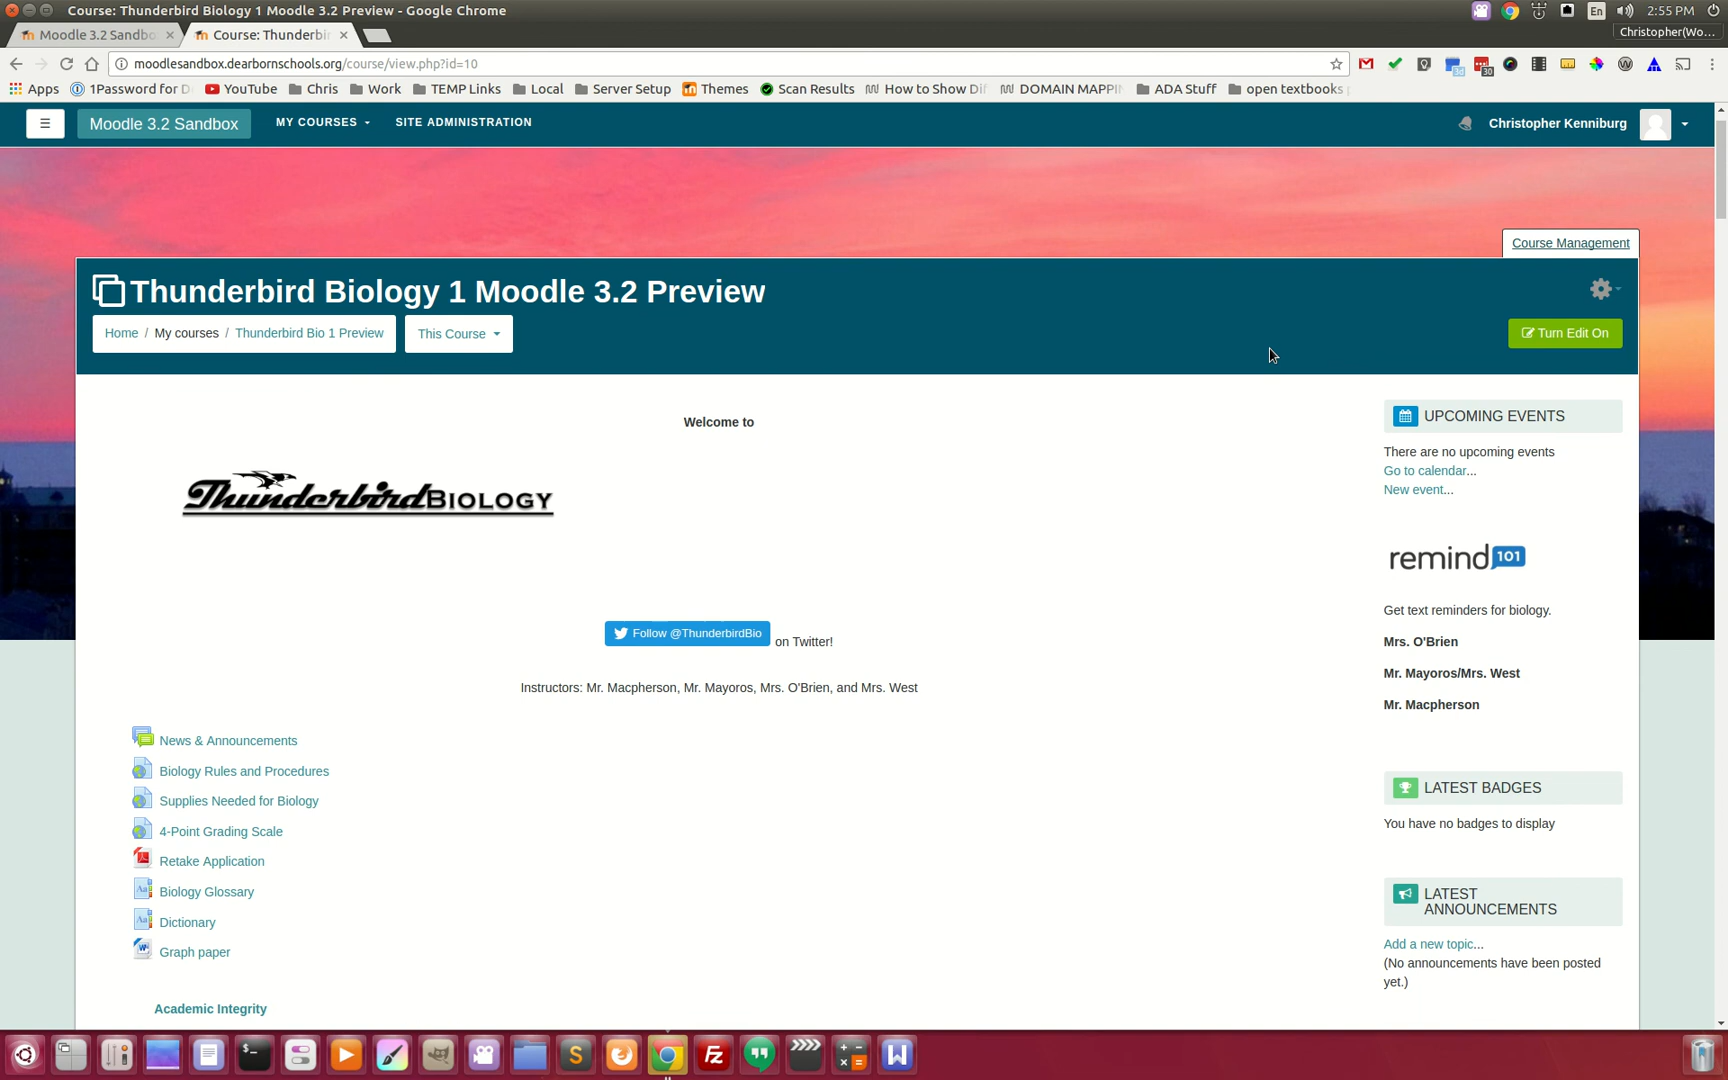 Course: Thunderbird Biology 1 Moodle 3.2 Preview - Google Chrome
En
2:55 PM
Moodle 3.2 Sandbo
Course: Thunderbir
Christopher(Wo...
moodlesandbox.dearbornschools.org/course/view.php?id=10
3d
30
Apps
1Password for D
YouTube
Chris
Work
TEMP Links
Local
Server Setup
Themes
Scan Results
How to Show Dif
DOMAIN MAPPI
ADA Stuff
open textbooks
Moodle 3.2 Sandbox
MY COURSES
SITE ADMINISTRATION
Christopher Kenniburg
Course Management
Thunderbird Biology 1 Moodle 3.2 Preview
Home / My courses / Thunderbird Bio 1 Preview
This Course
Turn Edit On
Welcome to
Thunderbird BIOLOGY
Follow @ThunderbirdBio on Twitter!
Instructors: Mr. Macpherson, Mr. Mayoros, Mrs. O'Brien, and Mrs. West
News & Announcements
Biology Rules and Procedures
Supplies Needed for Biology
4-Point Grading Scale
Retake Application
Biology Glossary
Dictionary
Graph paper
Academic Integrity
UPCOMING EVENTS
There are no upcoming events
Go to calendar...
New event...
remind 101
Get text reminders for biology.
Mrs. O'Brien
Mr. Mayoros/Mrs. West
Mr. Macpherson
LATEST BADGES
You have no badges to display
LATEST
ANNOUNCEMENTS
Add a new topic...
(No announcements have been posted
yet.)